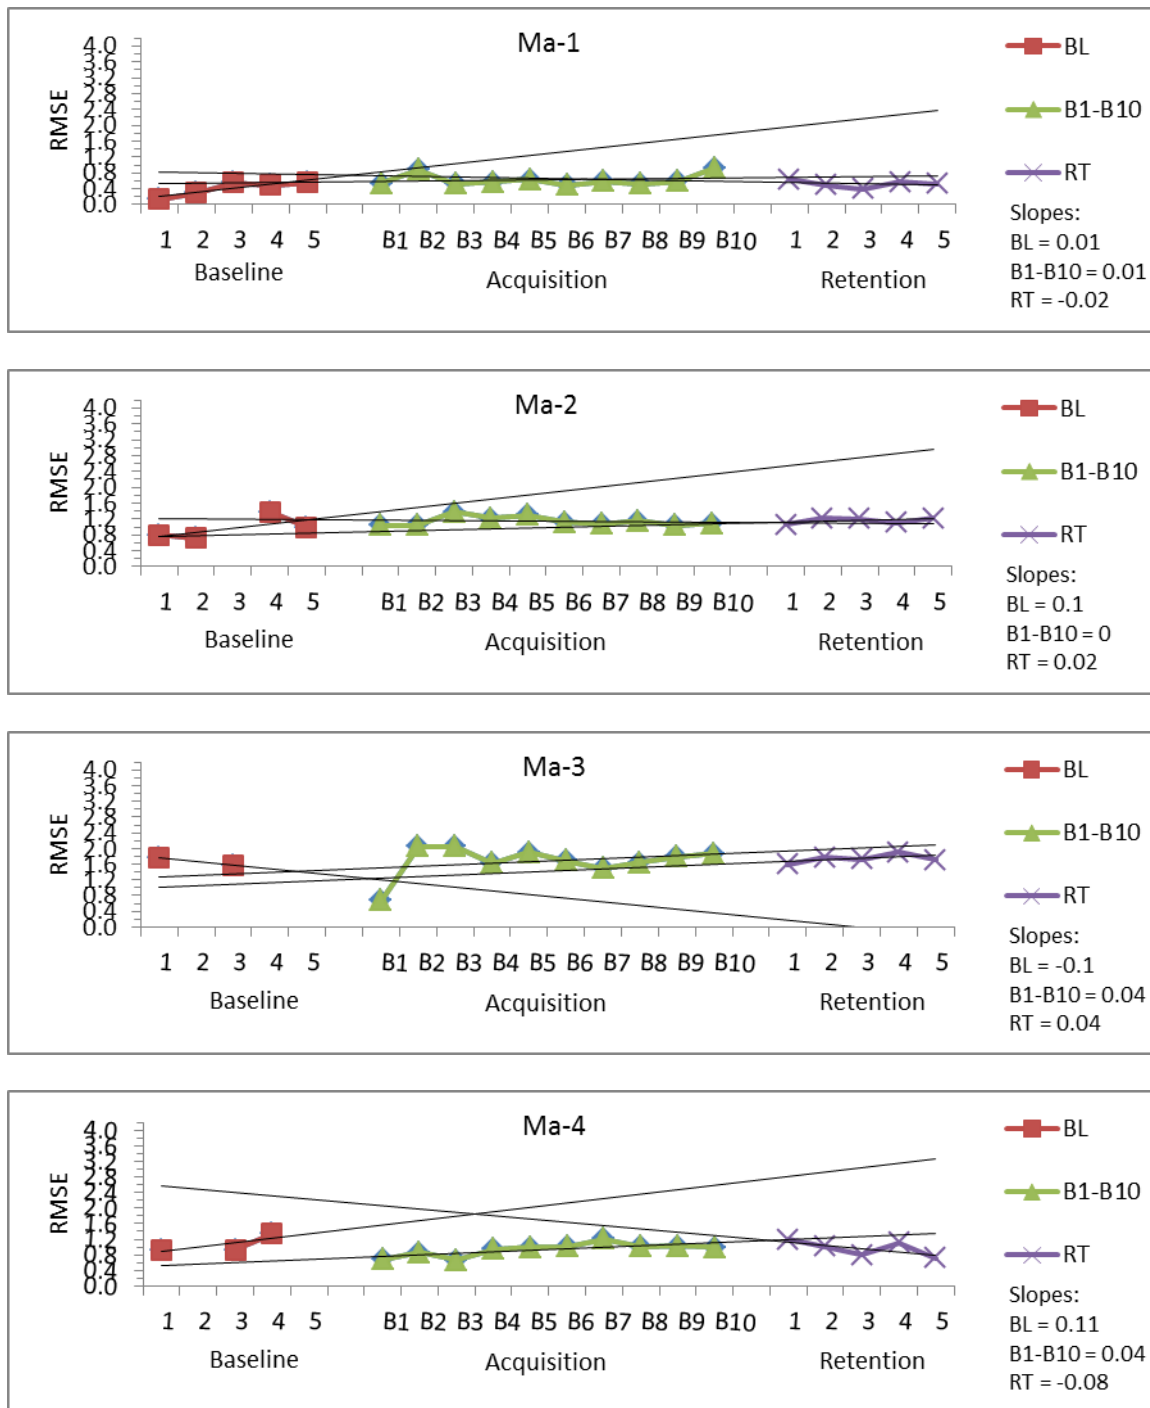 Ma-1
RMSE
4.0
3.6
3.2
2.8
2.4
2.0
1.6
1.2
0.8
0.4
0.0
1 2 3 4 5 B1 B2 B3 B4 B5 B6 B7 B8 B9 B10 1 2 3 4 5
Baseline Acquisition Retention
BL
B1-B10
RT
Slopes:
BL = 0.01
B1-B10 = 0.01
RT = -0.02
Ma-2
RMSE
4.0
3.6
3.2
2.8
2.4
2.0
1.6
1.2
0.8
0.4
0.0
1 2 3 4 5 B1 B2 B3 B4 B5 B6 B7 B8 B9 B10 1 2 3 4 5
Baseline Acquisition Retention
BL
B1-B10
RT
Slopes:
BL = 0.1
B1-B10 = 0
RT = 0.02
Ma-3
RMSE
4.0
3.6
3.2
2.8
2.4
2.0
1.6
1.2
0.8
0.4
0.0
1 2 3 4 5 B1 B2 B3 B4 B5 B6 B7 B8 B9 B10 1 2 3 4 5
Baseline Acquisition Retention
BL
B1-B10
RT
Slopes:
BL = -0.1
B1-B10 = 0.04
RT = 0.04
Ma-4
RMSE
4.0
3.6
3.2
2.8
2.4
2.0
1.6
1.2
0.8
0.4
0.0
1 2 3 4 5 B1 B2 B3 B4 B5 B6 B7 B8 B9 B10 1 2 3 4 5
Baseline Acquisition Retention
BL
B1-B10
RT
Slopes:
BL = 0.11
B1-B10 = 0.04
RT = -0.08